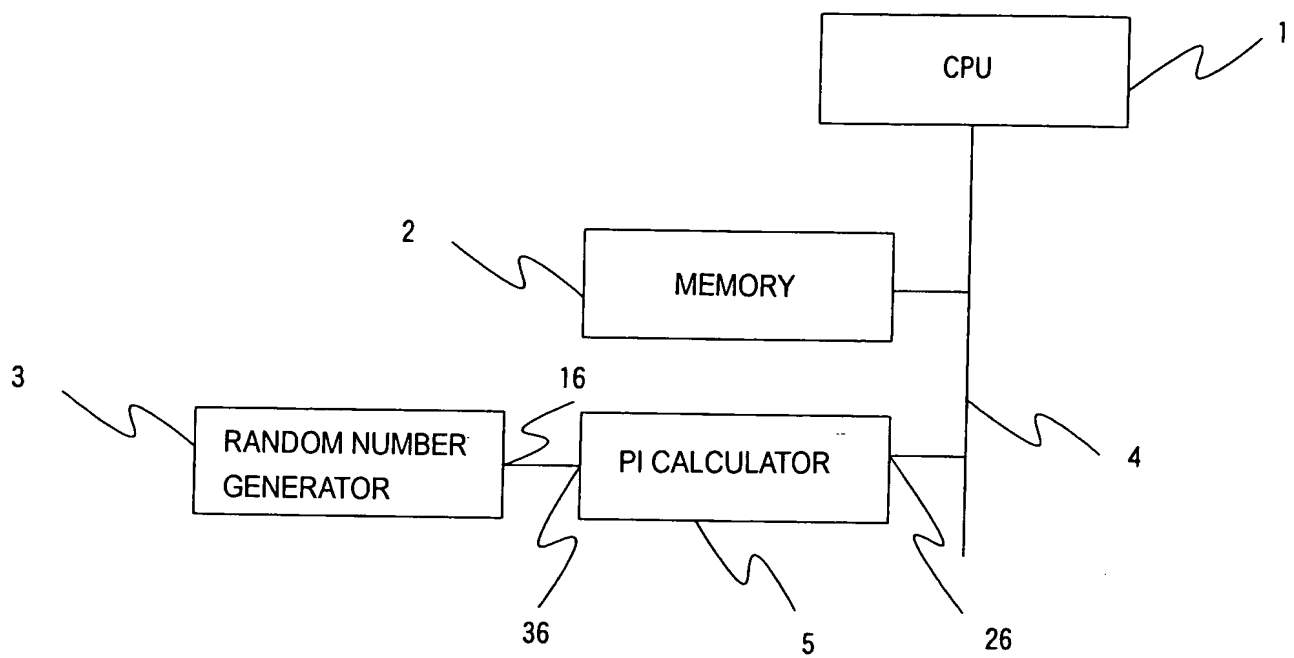 CPU
1
2
MEMORY
3
16
RANDOM NUMBER
GENERATOR
PI CALCULATOR
4
36
5
26